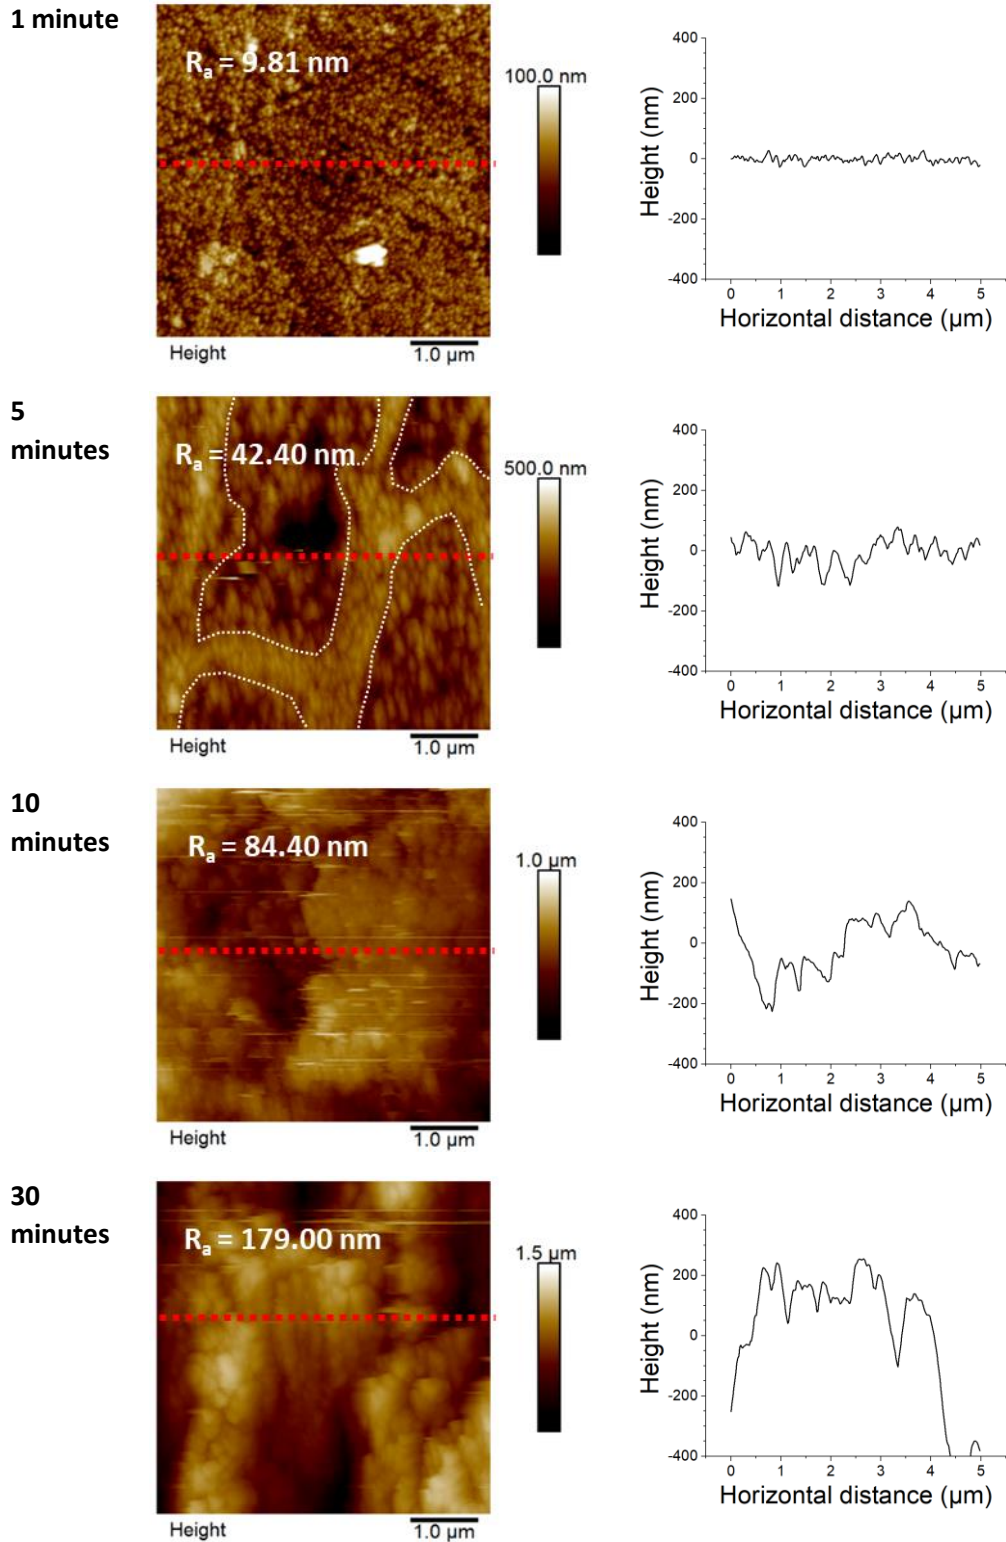 1 minute
Rₐ = 9.81 nm
100.0 nm
Height
1.0 µm
400
200
0
-200
-400
Height (nm)
0 1 2 3 4 5
Horizontal distance (µm)
5
minutes
Rₐ = 42.40 nm
500.0 nm
Height
1.0 µm
400
200
0
-200
-400
Height (nm)
0 1 2 3 4 5
Horizontal distance (µm)
10
minutes
Rₐ = 84.40 nm
1.0 µm
Height
1.0 µm
400
200
0
-200
-400
Height (nm)
0 1 2 3 4 5
Horizontal distance (µm)
30
minutes
Rₐ = 179.00 nm
1.5 µm
Height
1.0 µm
400
200
0
-200
-400
Height (nm)
0 1 2 3 4 5
Horizontal distance (µm)